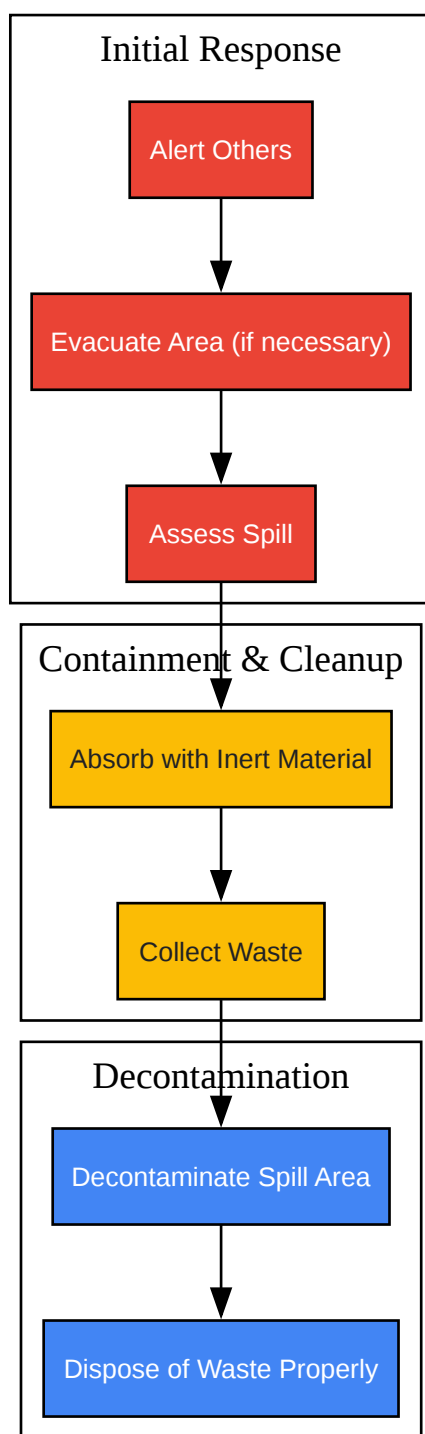 Initial Response
Alert Others
Evacuate Area (if necessary)
Assess Spill
Containment & Cleanup
Absorb with Inert Material
Collect Waste
Decontamination
Decontaminate Spill Area
Dispose of Waste Properly